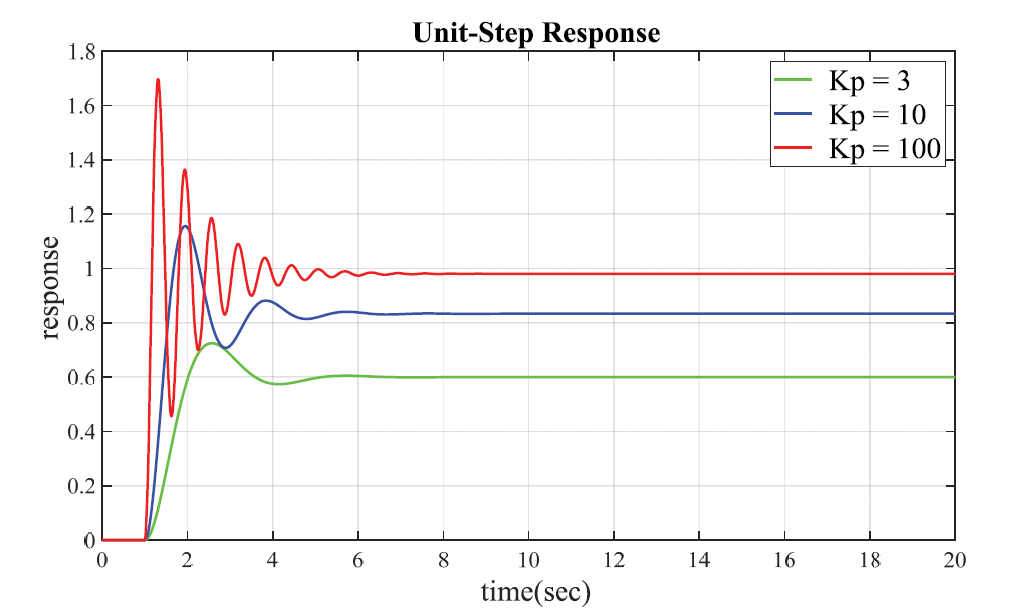 Unit-Step Response
Kp = 3
Kp = 10
Kp = 100
response
1.8
1.6
1.4
1.2
1
0.8
0.6
0.4
0.2
0
0 2 4 6 8 10 12 14 16 18 20
time(sec)